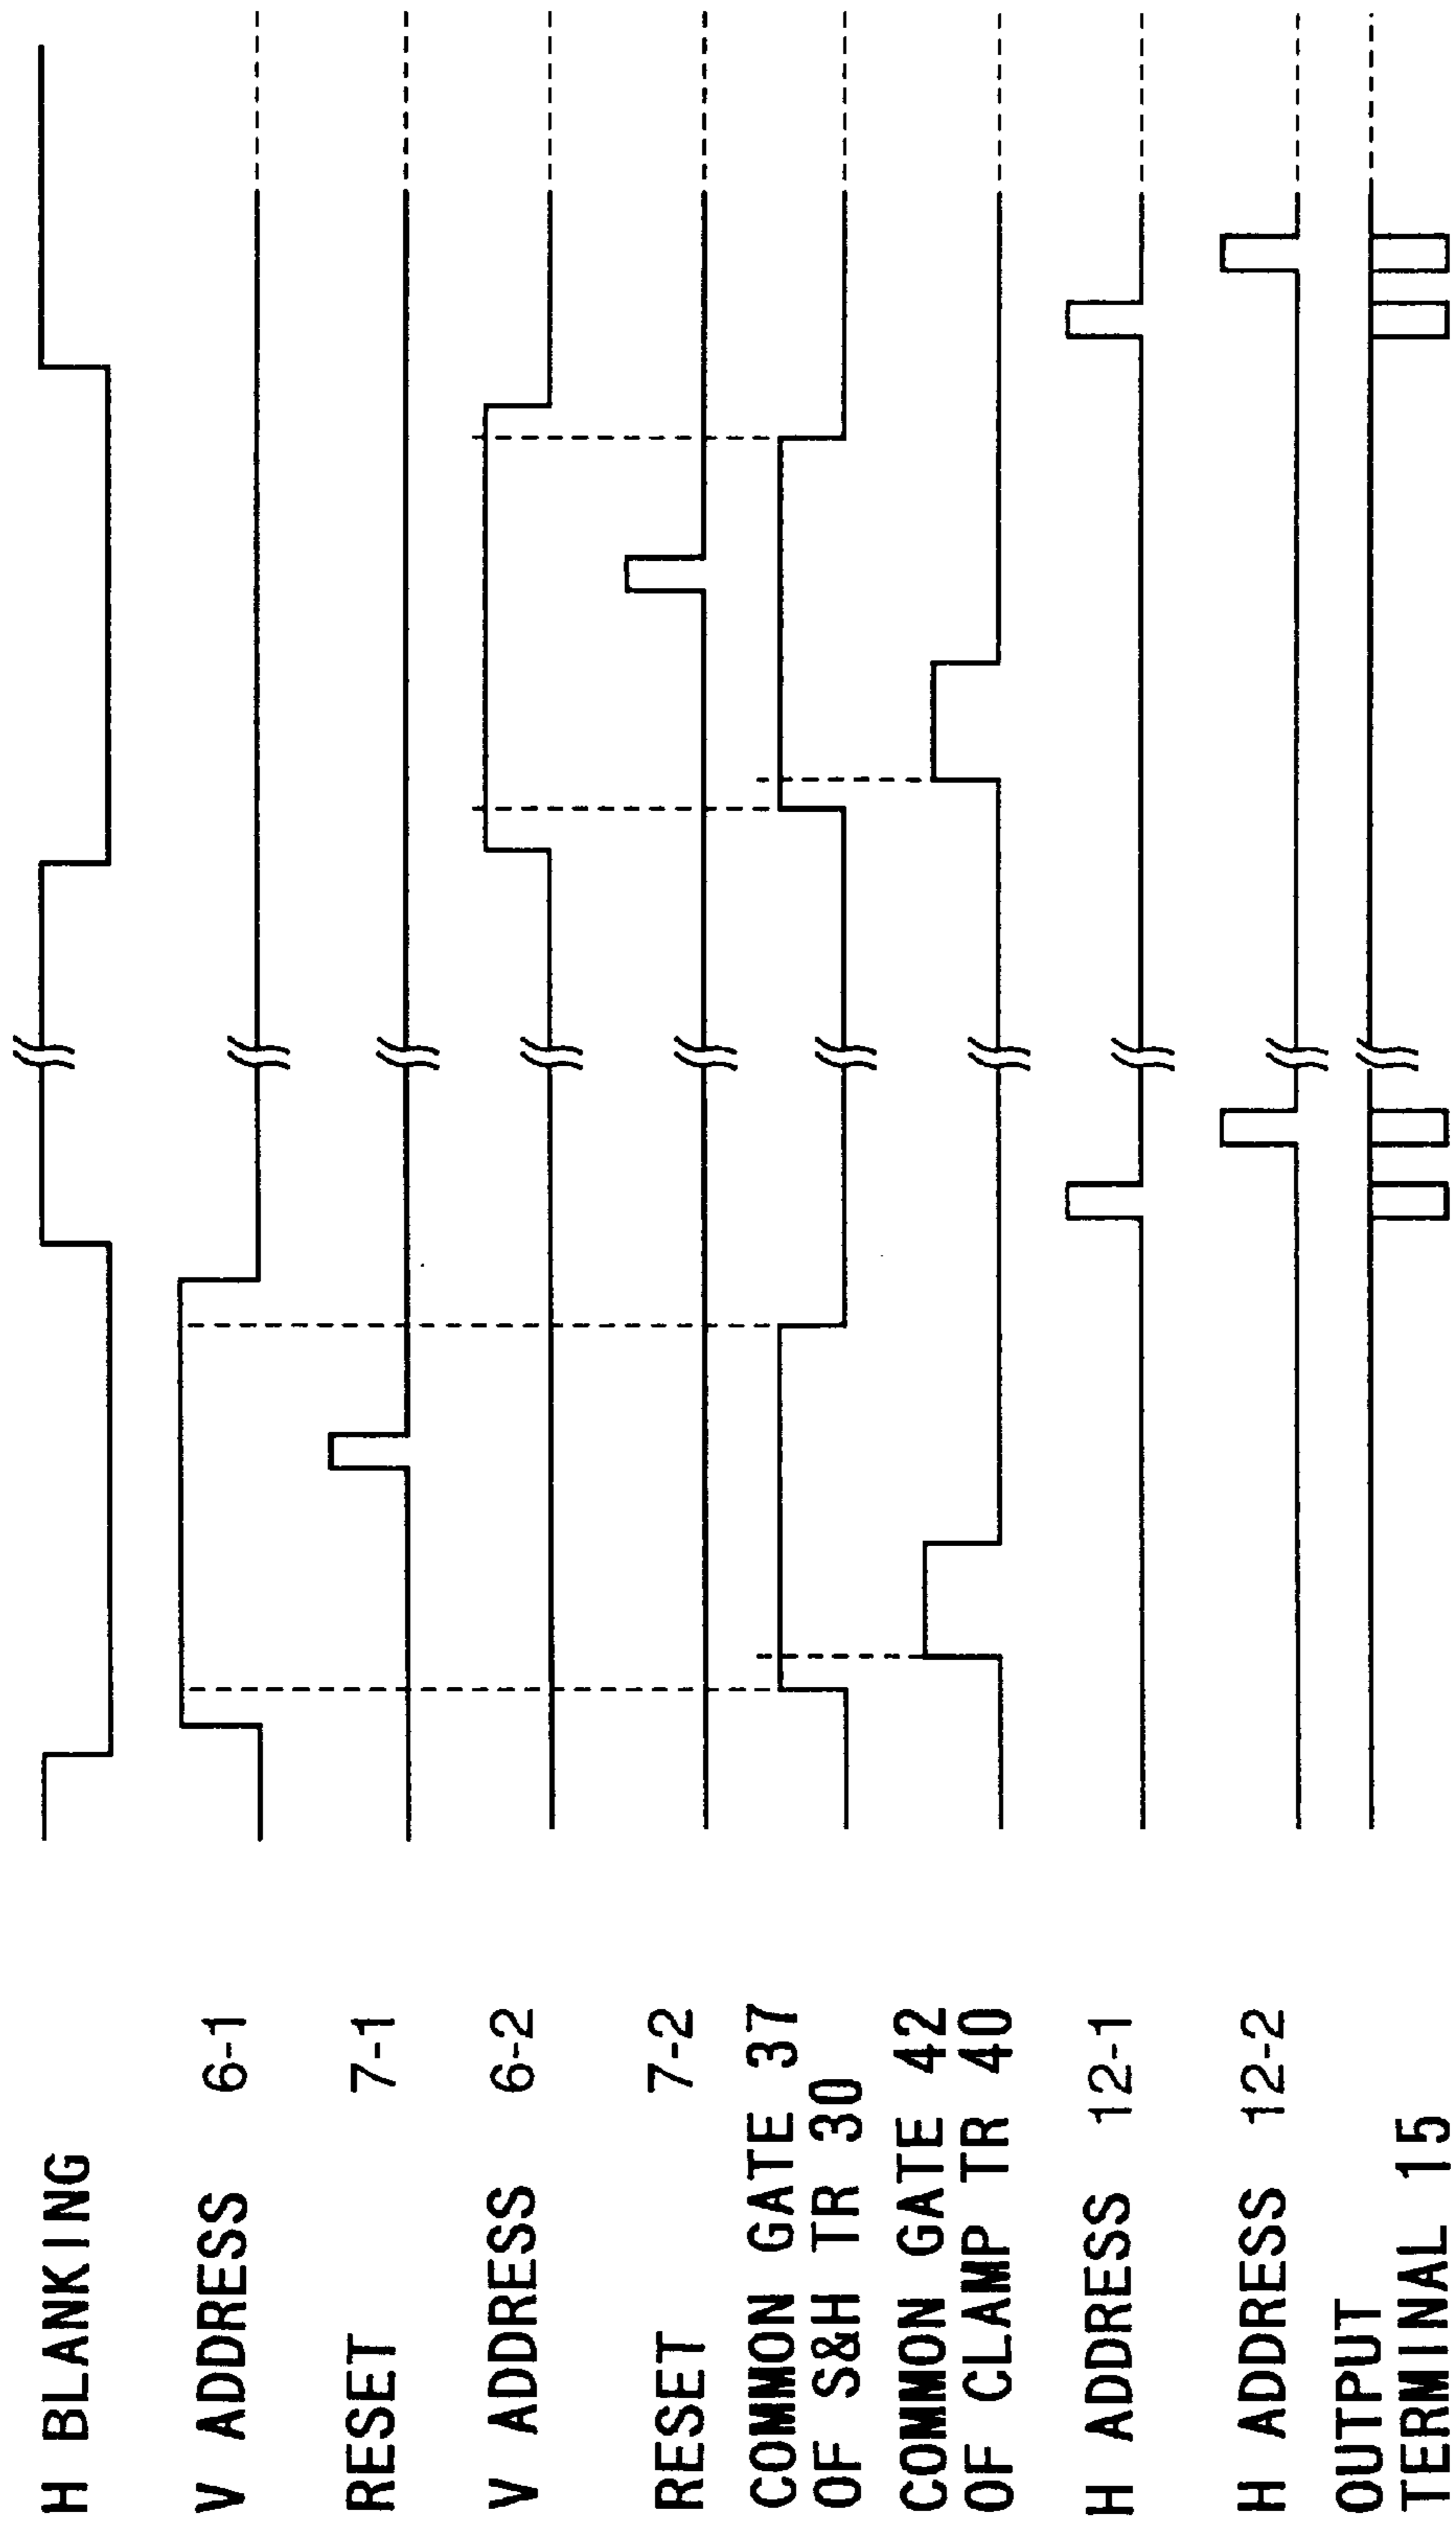 H BLANKING
V ADDRESS 6-1
RESET 7-1
V ADDRESS 6-2
RESET 7-2
COMMON GATE 37
OF S&H TR 30
COMMON GATE 42
OF CLAMP TR 40
H ADDRESS 12-1
H ADDRESS 12-2
OUTPUT
TERMINAL 15